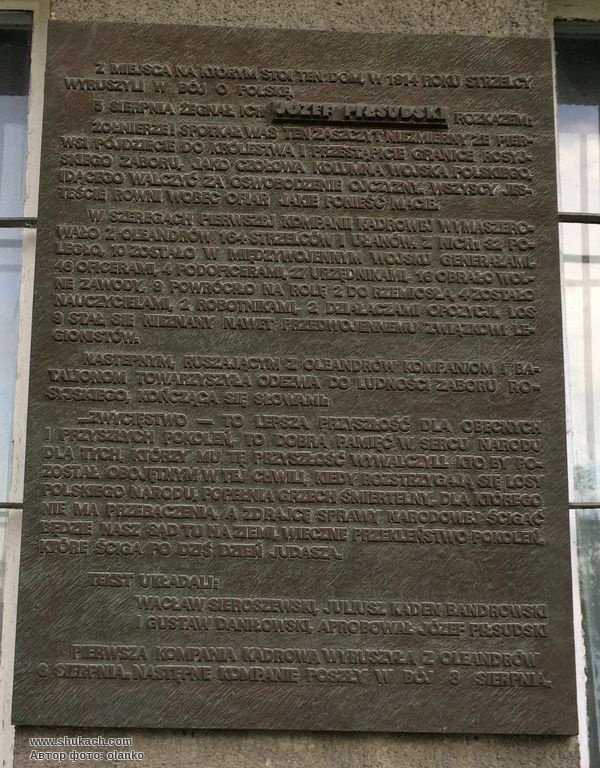 Z MIEJSCA NA KTÓRYM STOI TEN DOM, W 1914 ROKU STRZELCY
WYRUSZYLI W BÓJ O POLSKĘ.
5 SIERPNIA ŻEGNAŁ ICH JÓZEF PIŁSUDSKI ROZKAZEM:
ŻOŁNIERZE! SPOTKAŁ WAS TEN ZASZCZYT NIEZMIERNY, ŻE PIER-
WSI PÓJDZIECIE DO KRÓLESTWA I PRZESTĄPICIE GRANICE ROSYJ-
SKIEGO ZABORU, JAKO CZOŁOWA KOLUMNA WOJSKA POLSKIEGO,
IDĄCEGO WALCZYĆ ZA OSWOBODZENIE OJCZYZNY. WSZYSCY JES-
TEŚCIE RÓWNI WOBEC OFIAR JAKIE PONIEŚĆ MACIE.
W SZEREGACH PIERWSZEJ KOMPANII KADROWEJ WYMASZERO-
WAŁO Z OLEANDRÓW 164 STRZELCÓW I UŁANÓW. Z NICH: 32 PO-
LEGŁO, 10 ZOSTAŁO W MIĘDZYWOJENNYM WOJSKU GENERAŁAMI,
46 OFICERAMI, 4 PODOFICERAMI, 27 URZĘDNIKAMI, 16 OBRAŁO WOL-
NE ZAWODY, 9 POWRÓCIŁO NA ROLĘ, 2 DO RZEMIOSŁA, 4 ZOSTAŁO
NAUCZYCIELAMI, 2 ROBOTNIKAMI, 2 DZIAŁACZAMI OPOZYCJI. LOS
9 STAŁ SIĘ NIEZNANY NAWET PRZEDWOJENNEMU ZWIĄZKOWI LE-
GIONISTÓW.
NASTĘPNYM, RUSZAJĄCYM Z OLEANDRÓW KOMPANIOM I BA-
TALIONOM TOWARZYSZYŁA ODEZWA DO LUDNOŚCI ZABORU RO-
SYJSKIEGO, KOŃCZĄCA SIĘ SŁOWAMI:
...ZWYCIĘSTWO — TO LEPSZA PRZYSZŁOŚĆ DLA OBECNYCH
I PRZYSZŁYCH POKOLEŃ, TO DOBRA PAMIĘĆ W SERCU NARODU
DLA TYCH, KTÓRZY MU TĘ PRZYSZŁOŚĆ WYWALCZYLI. KTO BY PO-
ZOSTAŁ OBOJĘTNYM W TEJ CHWILI, KIEDY ROZSTRZYGAJĄ SIĘ LOSY
POLSKIEGO NARODU, POPEŁNIA GRZECH ŚMIERTELNY, DLA KTÓREGO
NIE MA PRZEBACZENIA, A ZDRAJCĘ SPRAWY NARODOWEJ ŚCIGAĆ
BĘDZIE NASZ SĄD TU NA ZIEMI, WIECZNE PRZEKLEŃSTWO POKOLEŃ,
KTÓRE ŚCIGA PO DZIŚ DZIEŃ JUDASZA.
TEKST UKŁADALI:
WACŁAW SIEROSZEWSKI, JULIUSZ KADEN BANDROWSKI
I GUSTAW DANIŁOWSKI, APROBOWAŁ JÓZEF PIŁSUDSKI
PIERWSZA KOMPANIA KADROWA WYRUSZYŁA Z OLEANDRÓW
6 SIERPNIA, NASTĘPNE KOMPANIE POSZŁY W BÓJ 8 SIERPNIA.
www.shukach.com
Автор фото: olanko